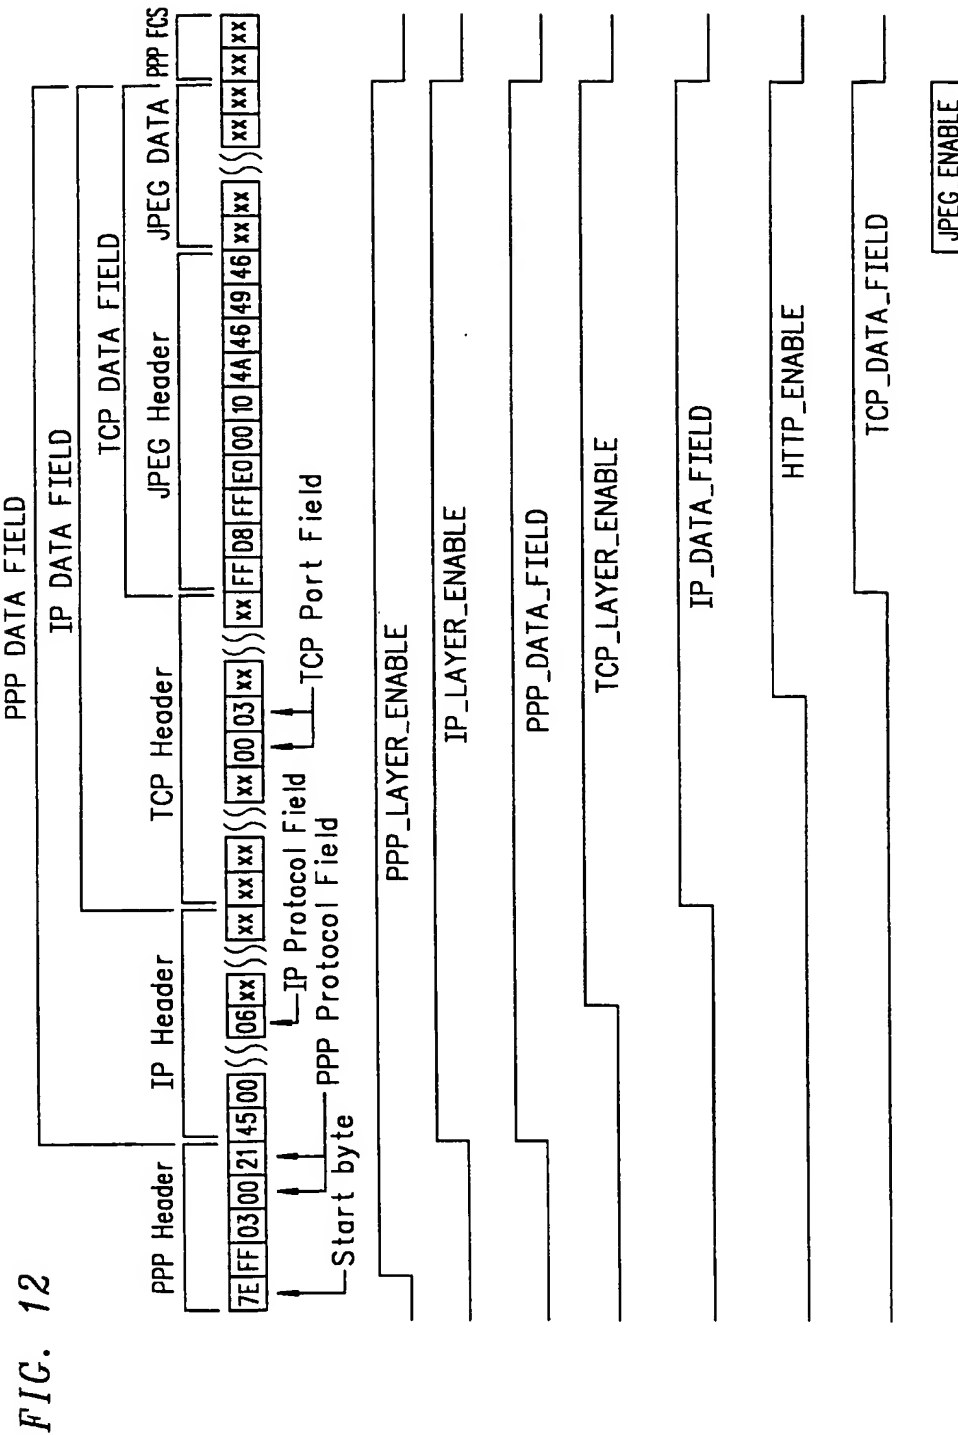 FIG. 12
PPP DATA FIELD
IP DATA FIELD
TCP DATA FIELD
PPP Header IP Header TCP Header JPEG Header JPEG DATA PPP FCS
7E FF 03 00 21 45 00 06 xx xx xx xx xx 00 03 xx xx FF D8 FF E0 00 10 4A 46 49 46 xx xx xx xx xx xx
IP Protocol Field
TCP Port Field
PPP Protocol Field
Start byte
PPP_LAYER_ENABLE
IP_LAYER_ENABLE
PPP_DATA_FIELD
TCP_LAYER_ENABLE
IP_DATA_FIELD
HTTP_ENABLE
TCP_DATA_FIELD
JPEG ENABLE